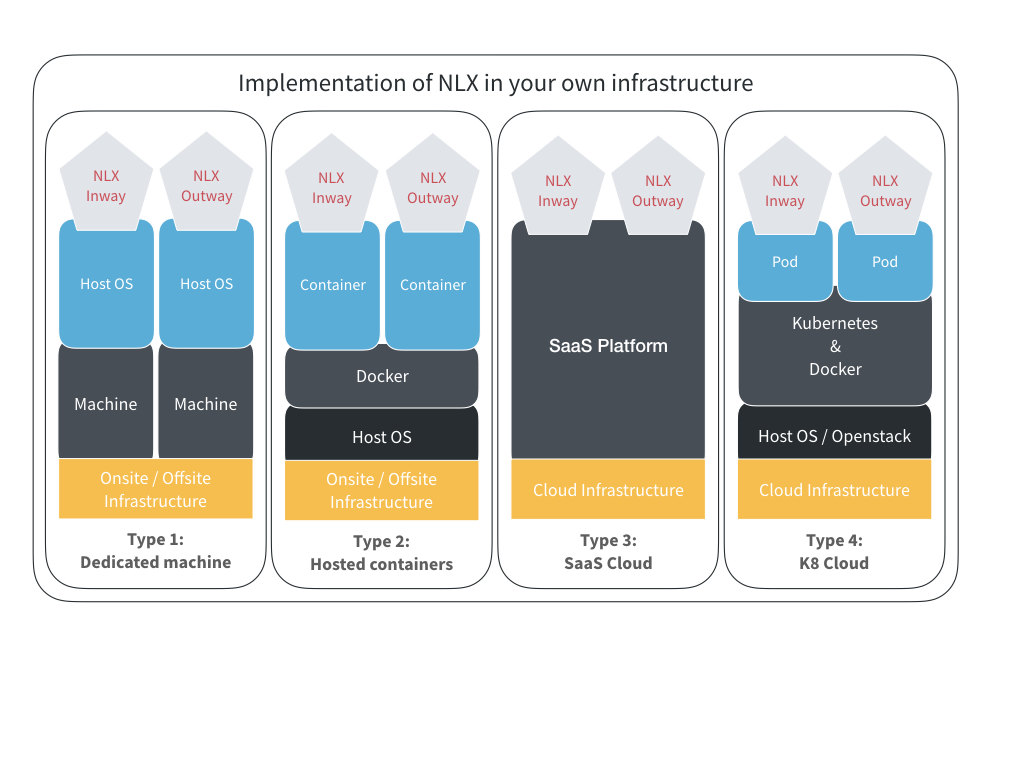 Implementation of NLX in your own infrastructure
NLX
Inway
NLX
Outway
Host OS
Host OS
Machine
Machine
Onsite / Offsite
Infrastructure
Type 1:
Dedicated machine
NLX
Inway
NLX
Outway
Container
Container
Docker
Host OS
Onsite / Offsite
Infrastructure
Type 2:
Hosted containers
NLX
Inway
NLX
Outway
SaaS Platform
Cloud Infrastructure
Type 3:
SaaS Cloud
NLX
Inway
NLX
Outway
Pod
Pod
Kubernetes
&
Docker
Host OS / Openstack
Cloud Infrastructure
Type 4:
K8 Cloud